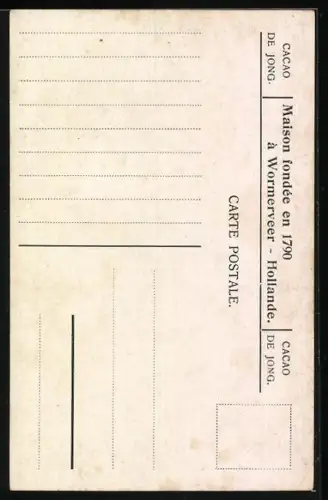 CACAO
DE JONG.
Maison fondée en 1790
à Wormerveer - Hollande.
CACAO
DE JONG.
CARTE POSTALE.